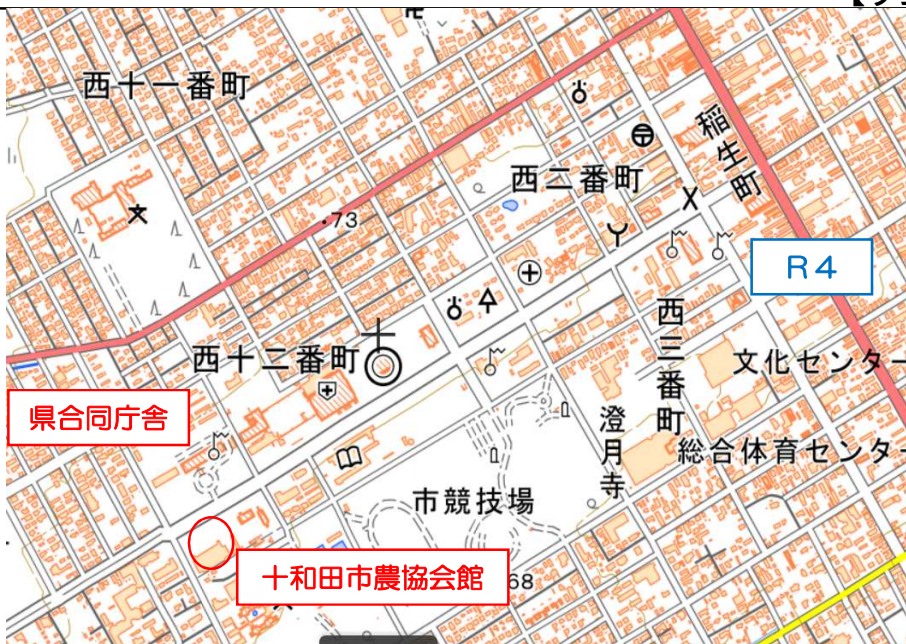 西十一番町
稲生町
西二番町
・73
R4
西三番町
西十二番町
文化センター
県合同庁舎
澄月寺
総合体育センター
市競技場
十和田市農協会館
68